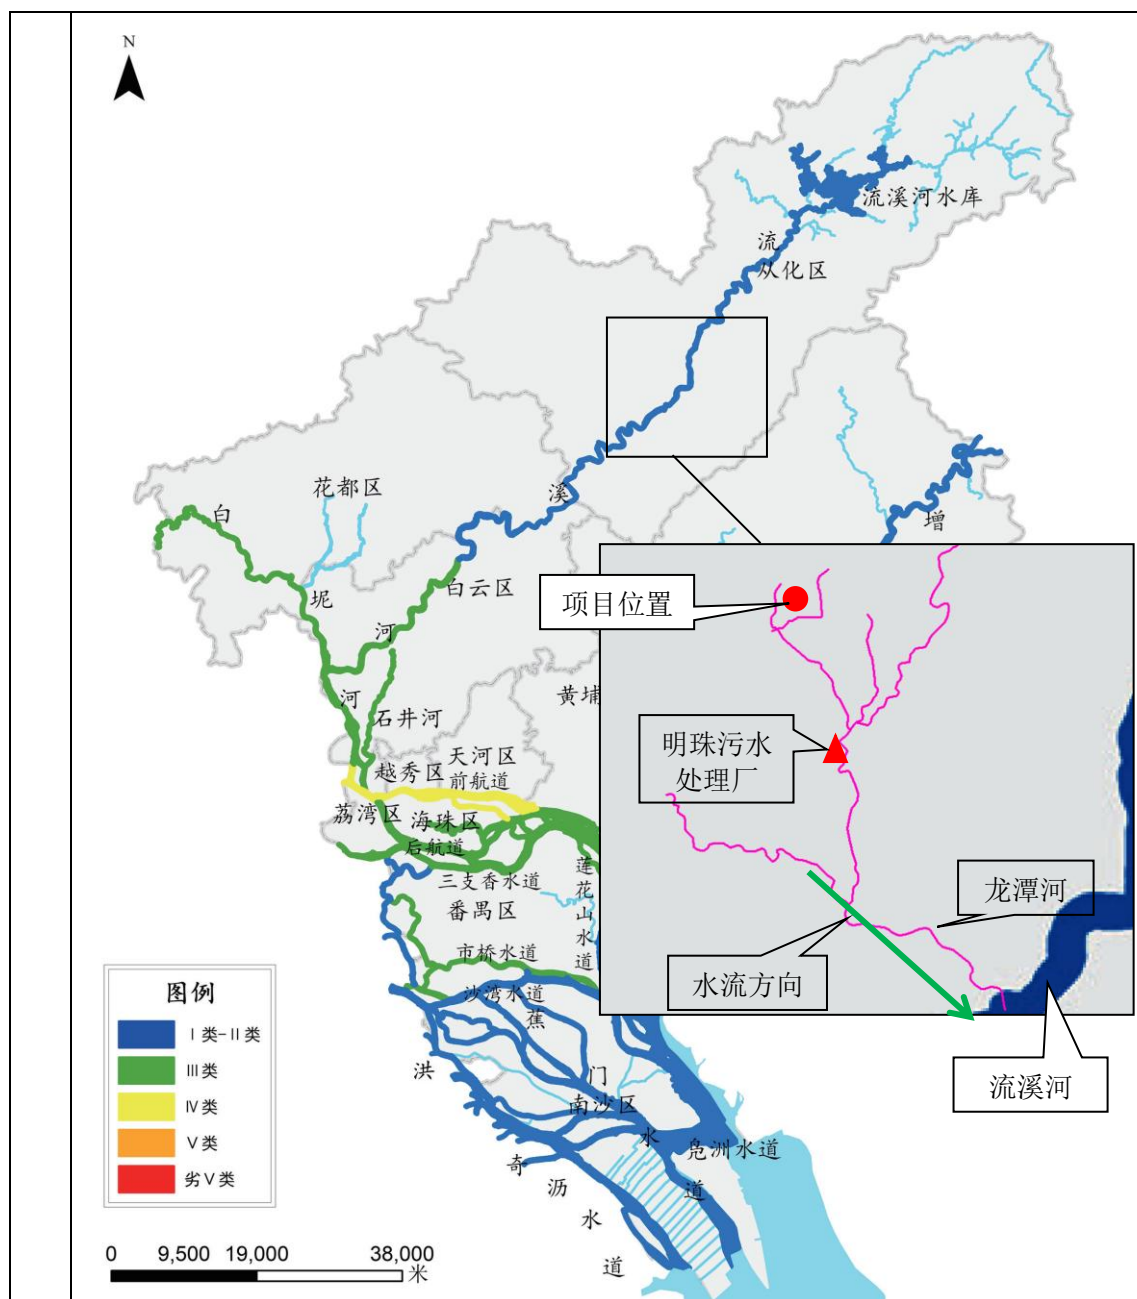 N
流溪河水库
流
从化区
溪
花都区
白
增
坭
白云区
河
河
石井河
黄埔
天河区
越秀区
前航道
荔湾区
海珠区
后航道
三支香水道
番禺区
莲花山水道
市桥水道
沙湾水道
蕉
门
洪
南沙区
水
凫洲水道
道
奇
沥
水
道
项目位置
明珠污水
处理厂
龙潭河
水流方向
流溪河
图例
Ⅰ类-Ⅱ类
Ⅲ类
Ⅳ类
Ⅴ类
劣Ⅴ类
0 9,500 19,000 38,000
米